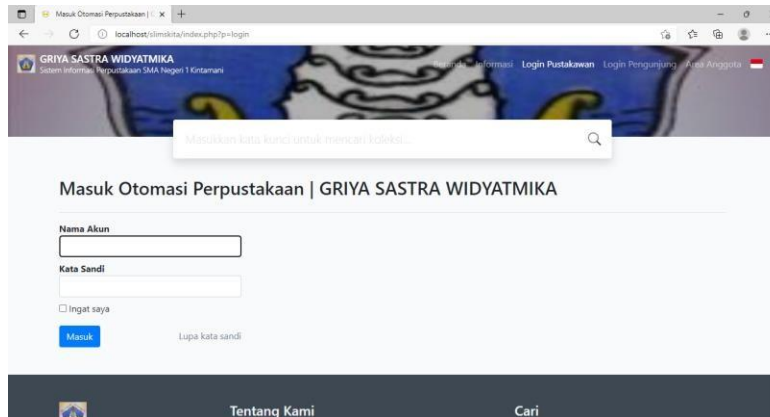 Masuk Otomasi Perpustakaan |
localhost/slimskita/index.php?p=login
GRIYA SASTRA WIDYATMIKA
Sistem Informasi Perpustakaan SMA Negeri 1 Kintamani
Beranda Informasi Login Pustakawan Login Pengunjung Area Anggota
Masukkan kata kunci untuk mencari koleksi...
Masuk Otomasi Perpustakaan | GRIYA SASTRA WIDYATMIKA
Nama Akun
Kata Sandi
Ingat saya
Masuk Lupa kata sandi
Tentang Kami Cari